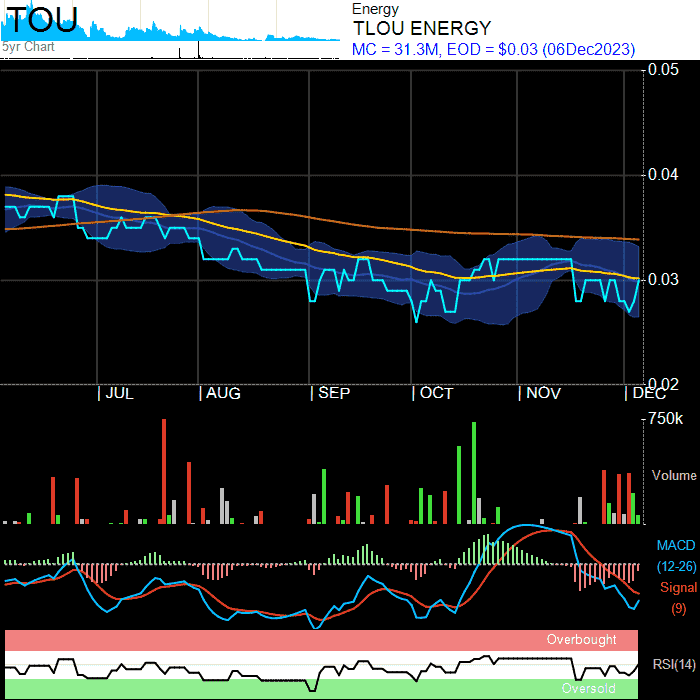 TOU
5yr Chart
Energy
TLOU ENERGY
MC = 31.3M, EOD = $0.03 (06Dec2023)
0.05
0.04
0.03
0.02
| JUL | AUG | SEP | OCT | NOV | DEC
750k
Volume
MACD
(12-26)
Signal
(9)
Overbought
RSI(14)
Oversold